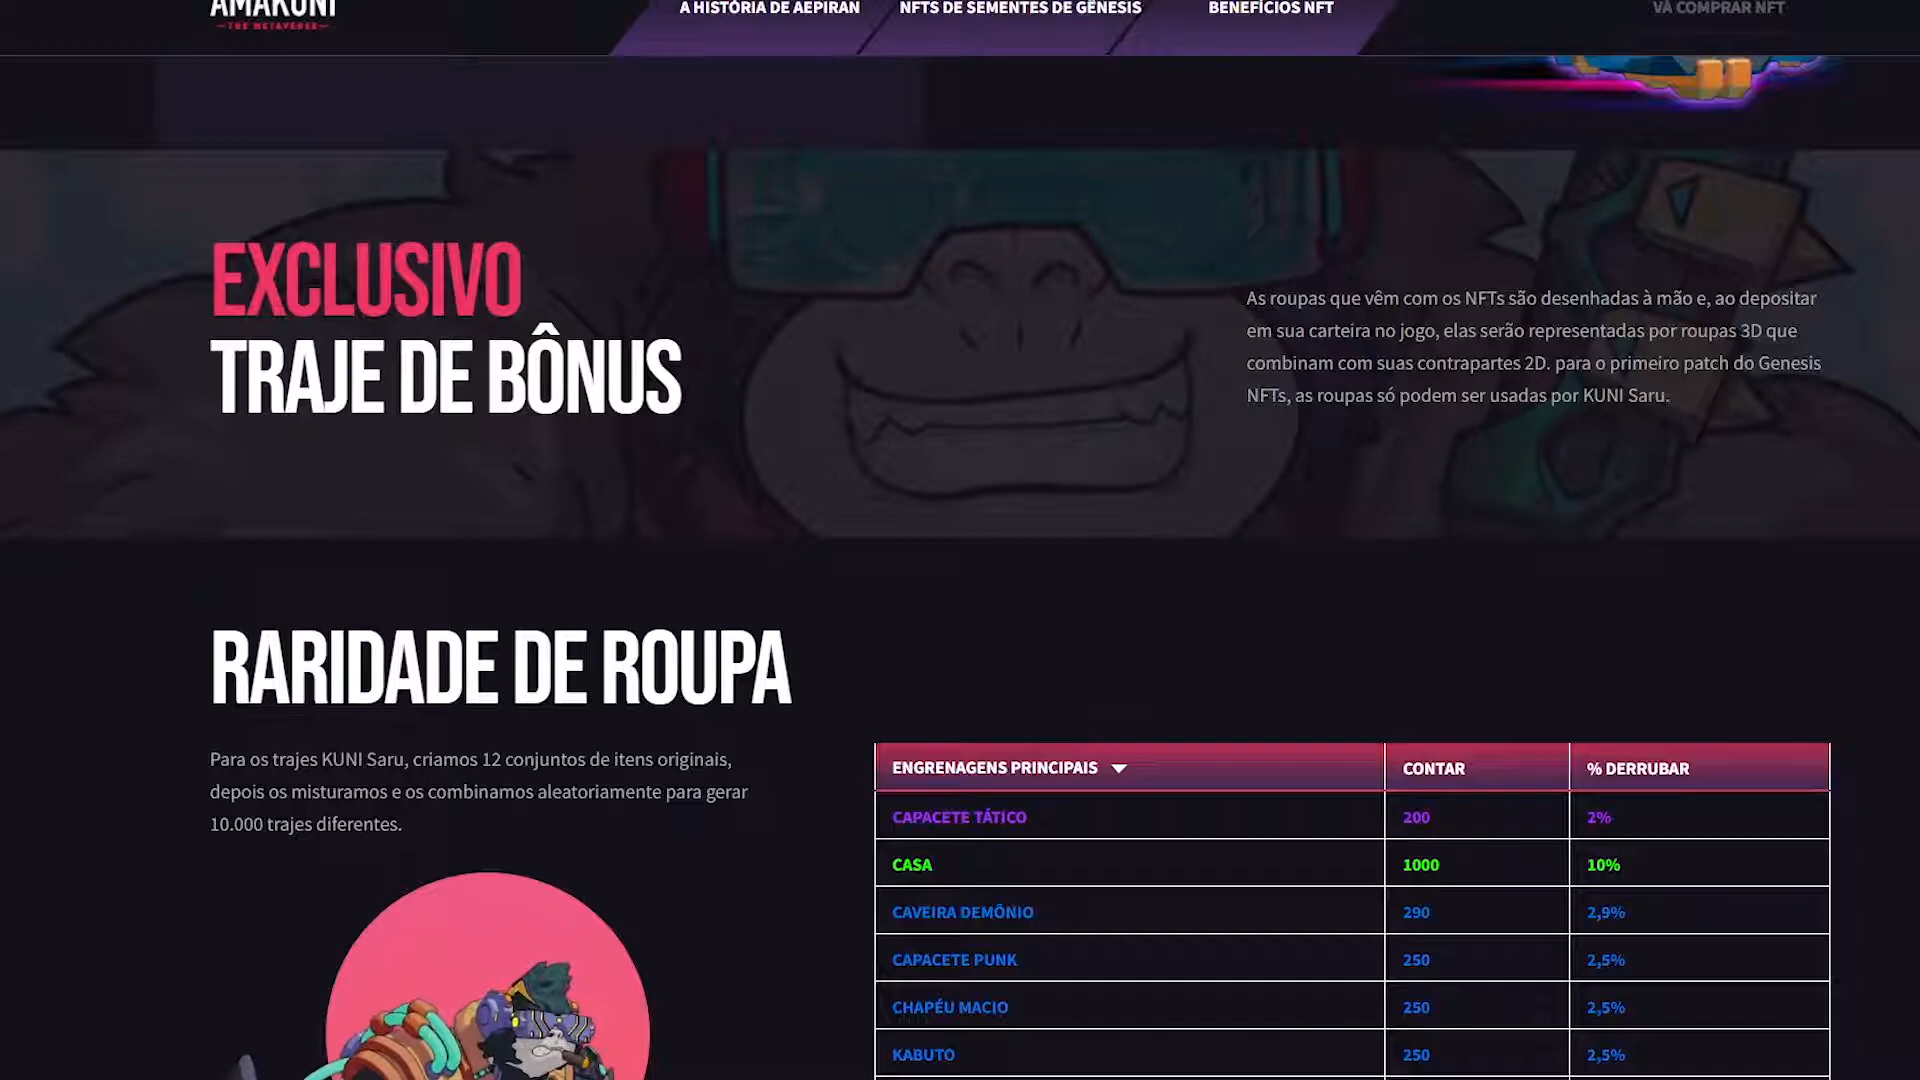 AMAKUNI
—THE METAVERSE—
A HISTÓRIA DE AEPIRAN
NFTS DE SEMENTES DE GÊNESIS
BENEFÍCIOS NFT
VÁ COMPRAR NFT
EXCLUSIVO
TRAJE DE BÔNUS
As roupas que vêm com os NFTs são desenhadas à mão e, ao depositar
em sua carteira no jogo, elas serão representadas por roupas 3D que
combinam com suas contrapartes 2D. para o primeiro patch do Genesis
NFTs, as roupas só podem ser usadas por KUNI Saru.
RARIDADE DE ROUPA
Para os trajes KUNI Saru, criamos 12 conjuntos de itens originais,
depois os misturamos e os combinamos aleatoriamente para gerar
10.000 trajes diferentes.
ENGRENAGENS PRINCIPAIS CONTAR % DERRUBAR
CAPACETE TÁTICO 200 2%
CASA 1000 10%
CAVEIRA DEMÔNIO 290 2,9%
CAPACETE PUNK 250 2,5%
CHAPÉU MACIO 250 2,5%
KABUTO 250 2,5%